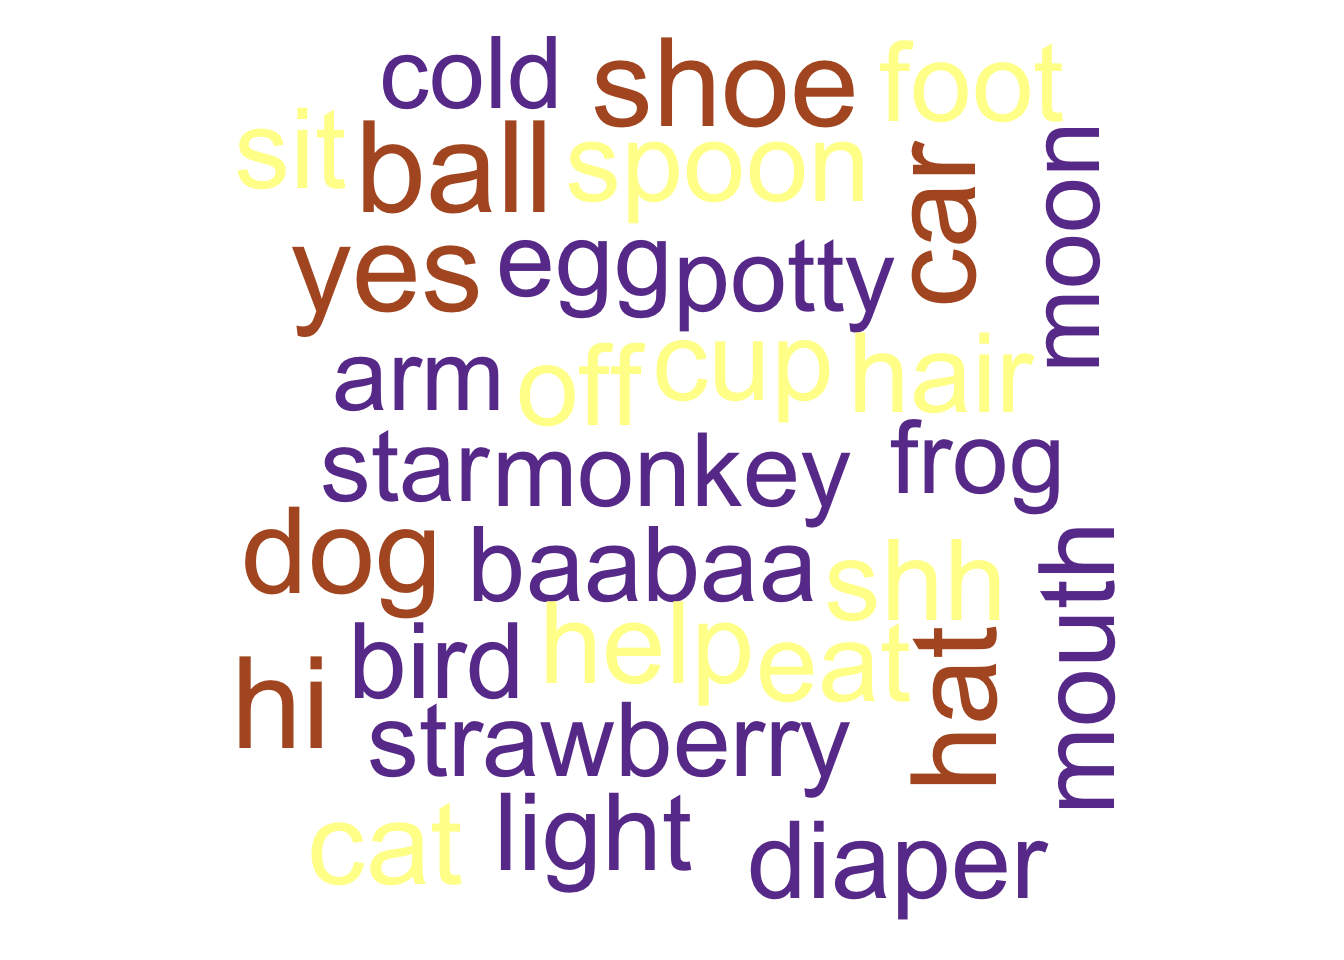 cold shoe foot
sit ball spoon
car
moon
yes egg potty
arm off cup hair
star monkey frog
dog baabaa shh
mouth
hi bird help eat
hat
strawberry
cat light diaper